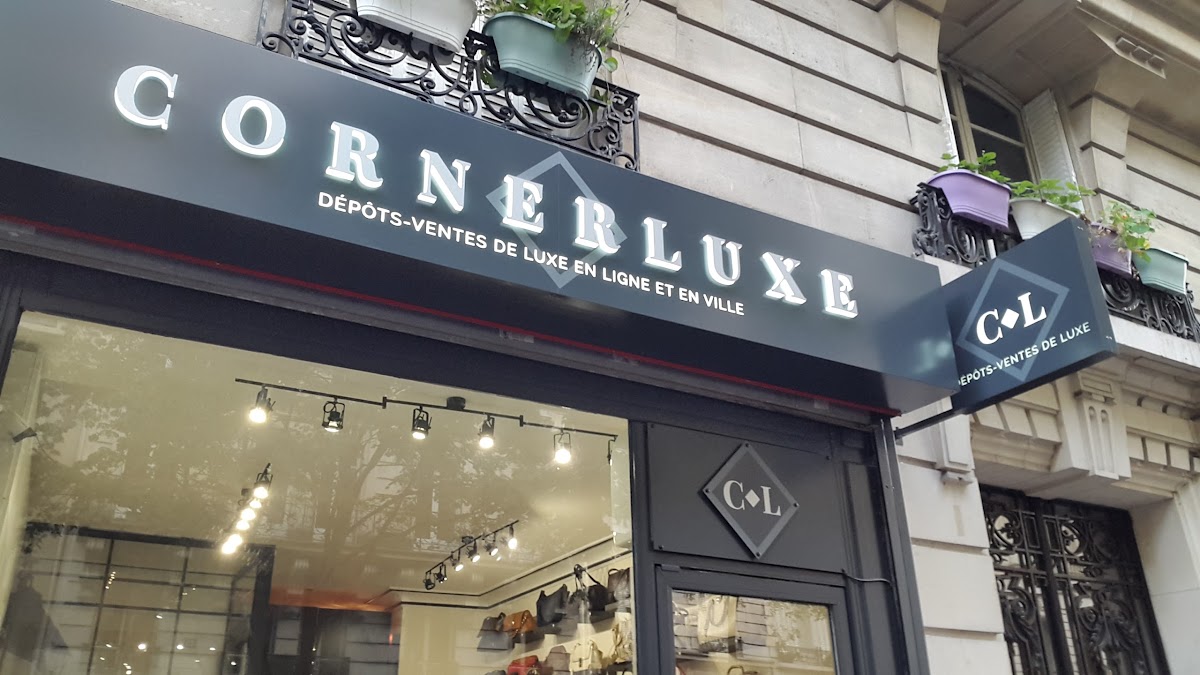 CORNERLUXE
DÉPÔTS-VENTES DE LUXE EN LIGNE ET EN VILLE
C◆L
DÉPÔTS-VENTES DE LUXE
C◆L